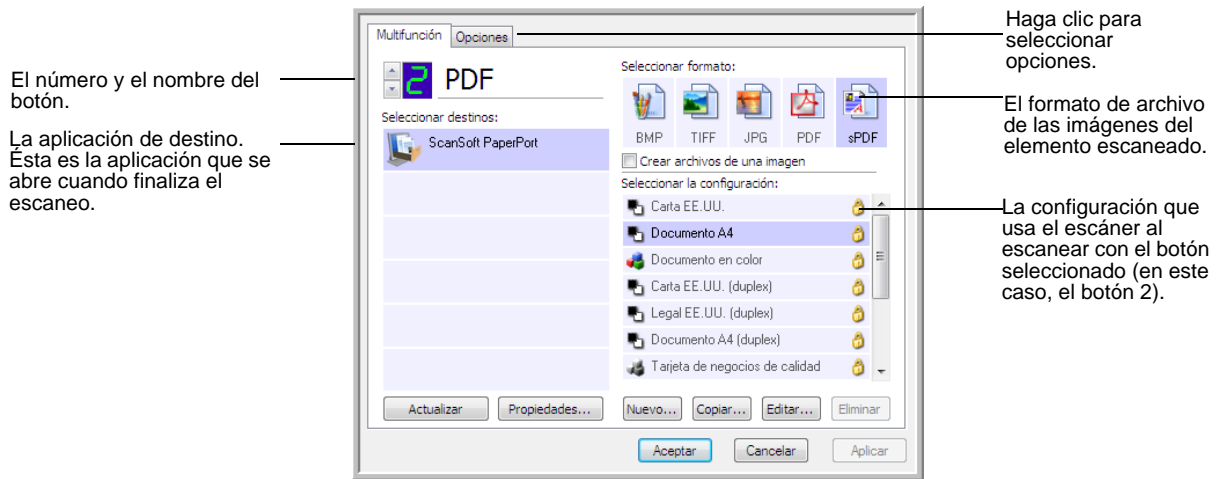 El número y el nombre del
botón.
La aplicación de destino.
Esta es la aplicación que se
abre cuando finaliza el
escaneo.
Multifunción
Opciones
2
PDF
Seleccionar destinos:
ScanSoft PaperPort
Actualizar
Propiedades...
Seleccionar formato:
BMP
TIFF
JPG
PDF
sPDF
Crear archivos de una imagen
Seleccionar la configuración:
Carta EE.UU.
Documento A4
Documento en color
Carta EE.UU. (duplex)
Legal EE.UU. (duplex)
Documento A4 (duplex)
Tarjeta de negocios de calidad
Nuevo...
Copiar...
Editar...
Eliminar
Aceptar
Cancelar
Aplicar
Haga clic para
seleccionar
opciones.
El formato de archivo
de las imágenes del
elemento escaneado.
La configuración que
usa el escáner al
escanear con el botón
seleccionado (en este
caso, el botón 2).